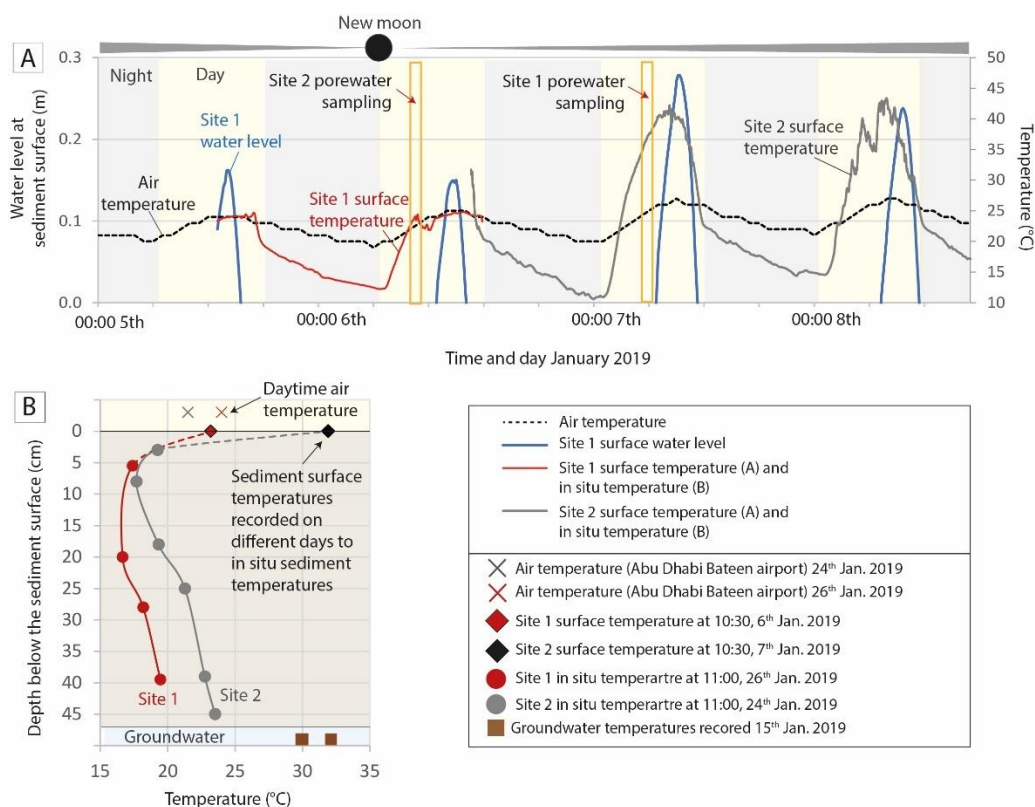 New moon
A
0.3
0.2
0.1
0.0
Water level at
sediment surface (m)
50
45
40
35
30
25
20
15
10
Temperature
(°C)
Night
Day
Site 2 porewater
sampling
Site 1 porewater
sampling
Site 1
water level
Air
temperature
Site 1 surface
temperature
Site 2 surface
temperature
00:00 5th
00:00 6th
00:00 7th
00:00 8th
Time and day January 2019
B
Daytime air
temperature
Sediment surface
temperatures
recorded on
different days to
in situ sediment
temperatures
0
5
10
15
20
25
30
35
40
45
Depth below the sediment surface (cm)
Site 1
Site 2
Groundwater
15
20
25
30
35
Temperature (°C)
Air temperature
Site 1 surface water level
Site 1 surface temperature (A) and
in situ temperature (B)
Site 2 surface temperature (A) and
in situ temperature (B)
Air temperature (Abu Dhabi Bateen airport) 24th Jan. 2019
Air temperature (Abu Dhabi Bateen airport) 26th Jan. 2019
Site 1 surface temperature at 10:30, 6th Jan. 2019
Site 2 surface temperature at 10:30, 7th Jan. 2019
Site 1 in situ temperartre at 11:00, 26th Jan. 2019
Site 2 in situ temperartre at 11:00, 24th Jan. 2019
Groundwater temperatures recored 15th Jan. 2019